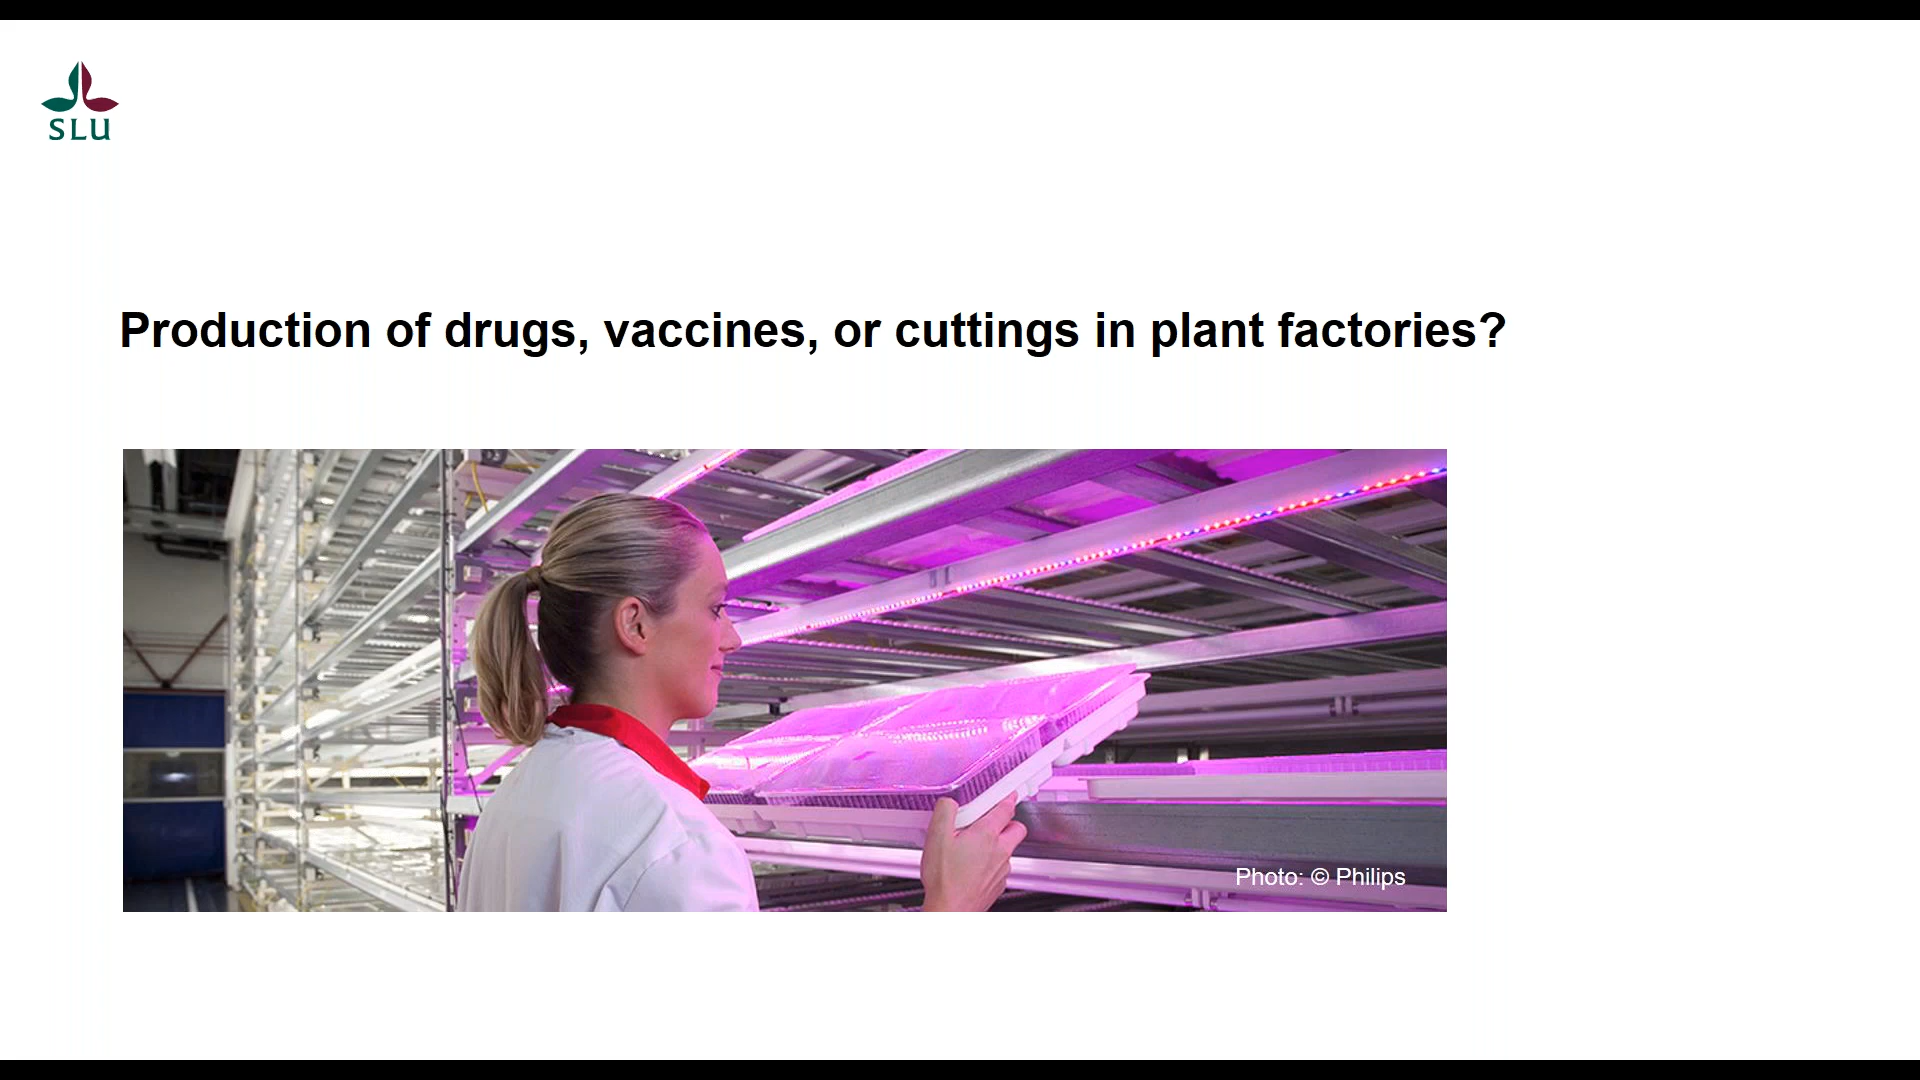 SLU
Production of drugs, vaccines, or cuttings in plant factories?
Photo: © Philips